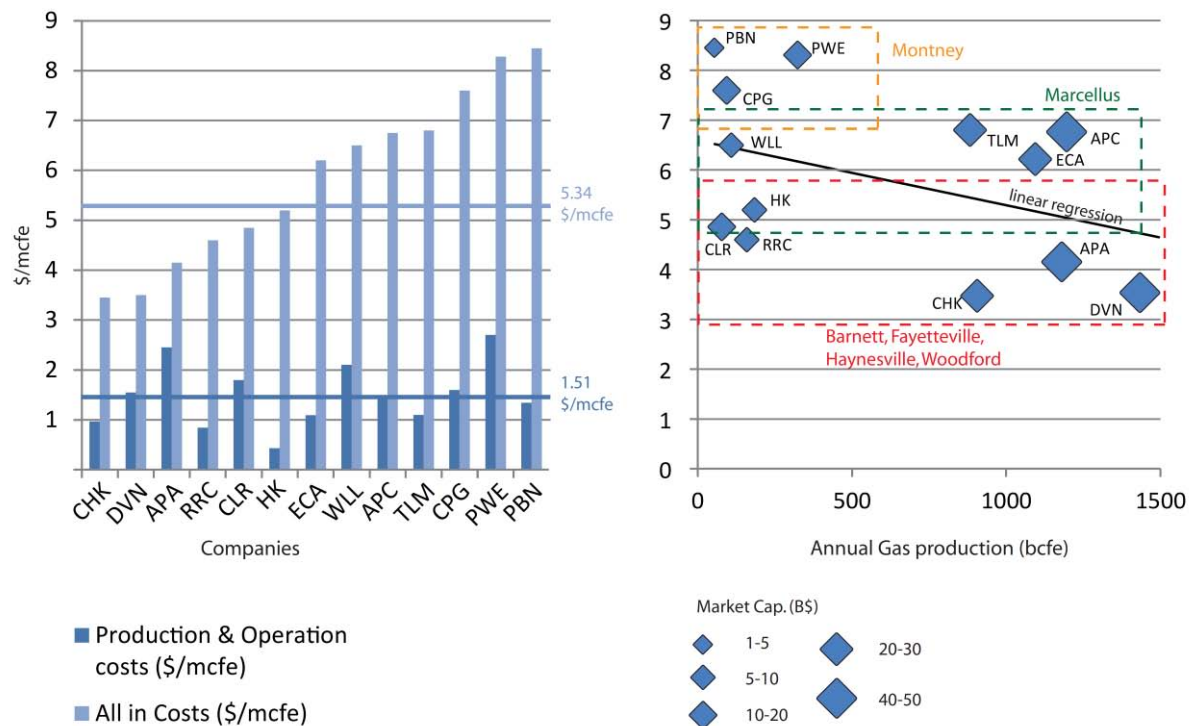 9
8
7
6
5
4
3
2
1
$/mcfe
5.34
$/mcfe
1.51
$/mcfe
CHK
DVN
APA
RRC
CLR
HK
ECA
WLL
APC
TLM
CPG
PWE
PBN
Companies
Production & Operation
costs ($/mcfe)
All in Costs ($/mcfe)
9
8
7
6
5
4
3
2
1
0
PBN
PWE
Montney
CPG
Marcellus
WLL
TLM
APC
ECA
HK
linear regression
CLR
RRC
APA
CHK
DVN
Barnett, Fayetteville,
Haynesville, Woodford
0
500
1000
1500
Annual Gas production (bcfe)
Market Cap. (B$)
1-5
5-10
10-20
20-30
40-50